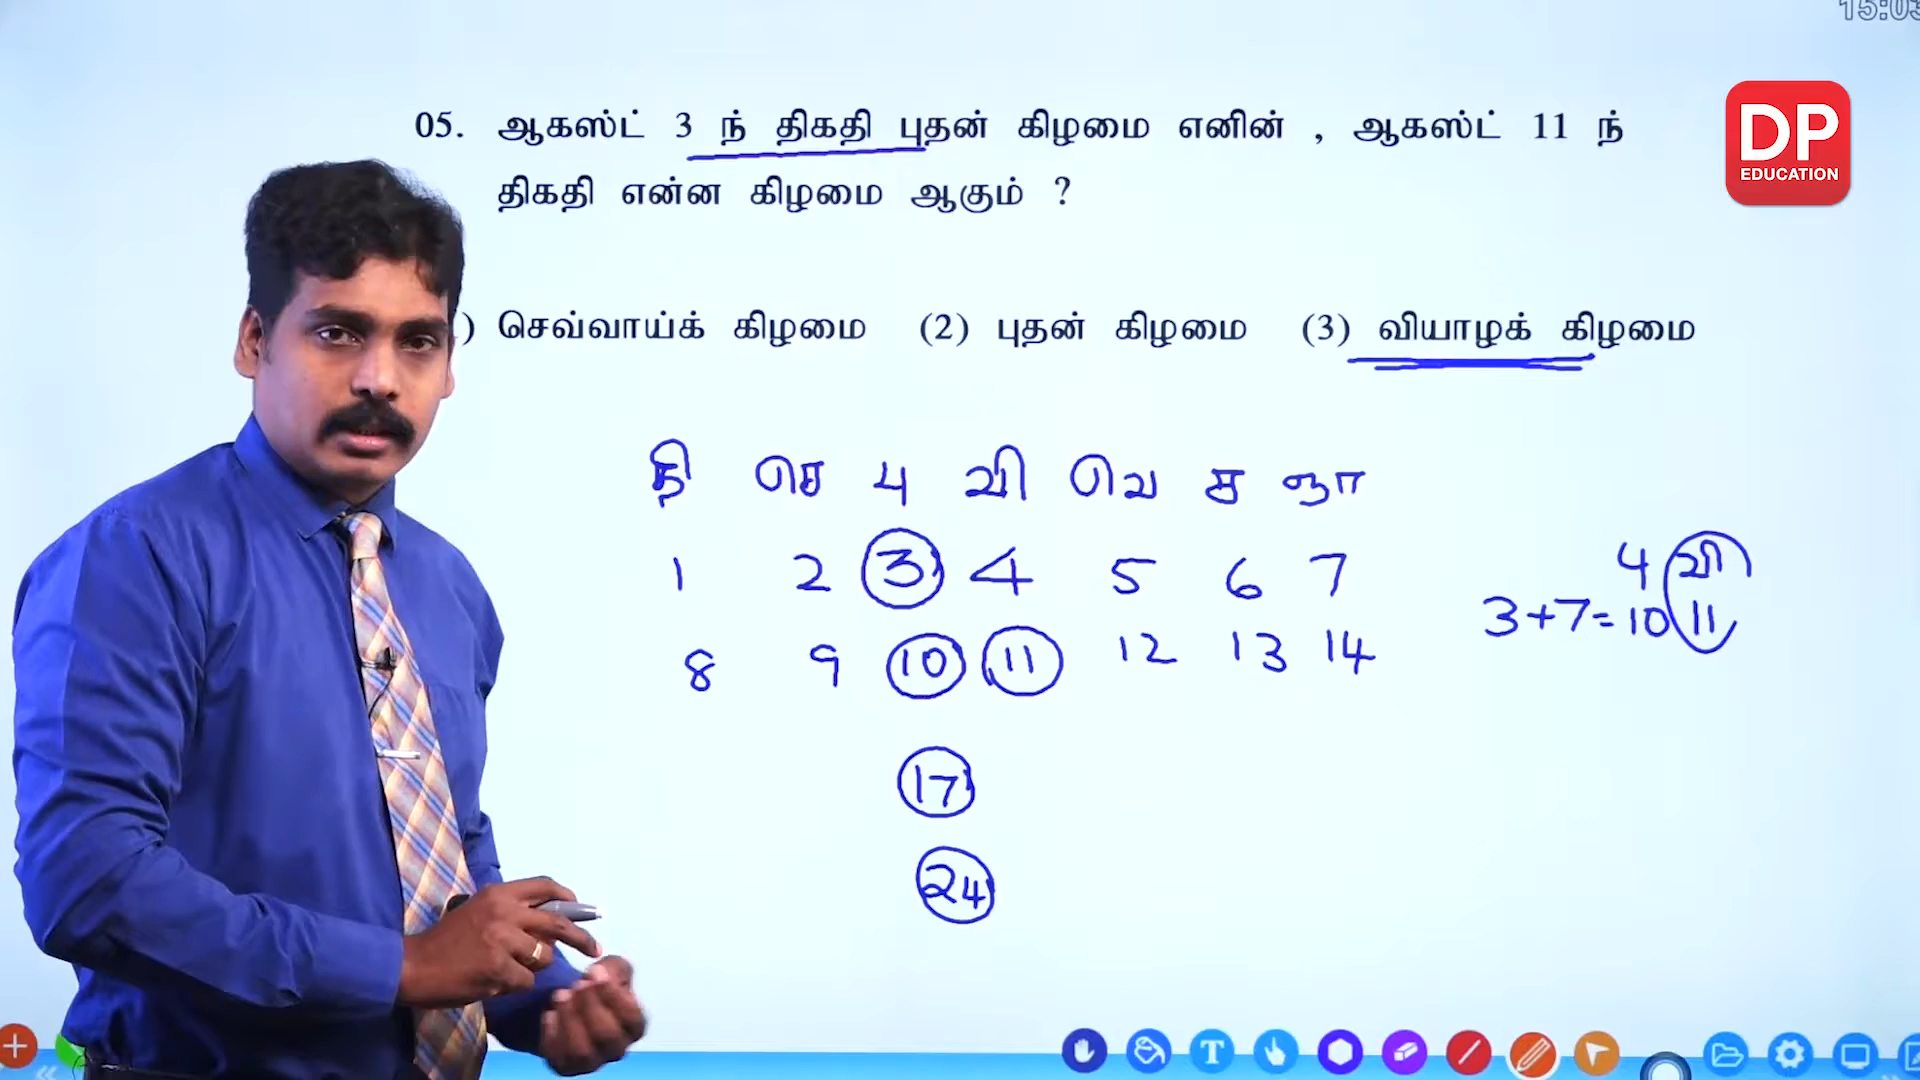 15:03
DP
EDUCATION
05. ஆகஸ்ட் 3 ந் திகதி புதன் கிழமை எனின் , ஆகஸ்ட் 11 ந்
திகதி என்ன கிழமை ஆகும் ?
) செவ்வாய்க் கிழமை (2) புதன் கிழமை (3) வியாழக் கிழமை
தி செ பு வி வெ ச ஞா
1 2 3 4 5 6 7
8 9 10 11 12 13 14
17
24
பு வி
3+7=10 11